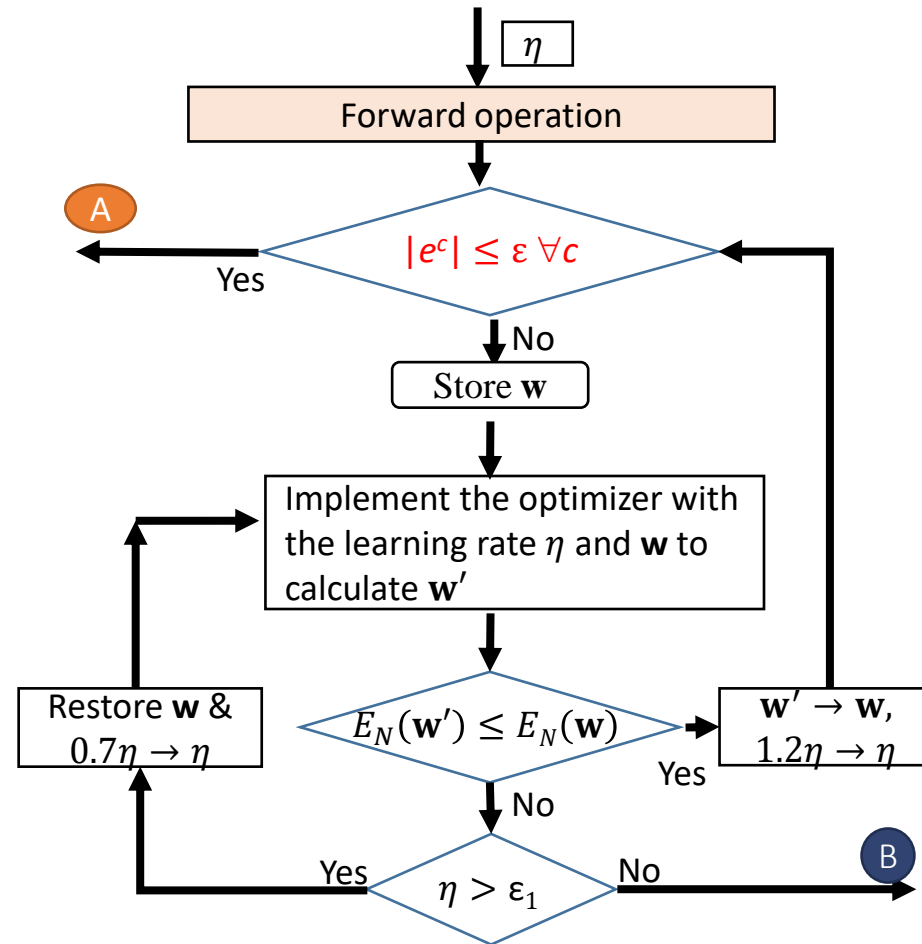 η
Forward operation
A
|e^c| ≤ ε ∀c
Yes
No
Store **w**
Implement the optimizer with
the learning rate η and **w** to
calculate **w**′
Restore **w** &
0.7η → η
E_N(**w**′) ≤ E_N(**w**)
Yes
**w**′ → **w**,
1.2η → η
No
Yes
η > ε₁
No
B